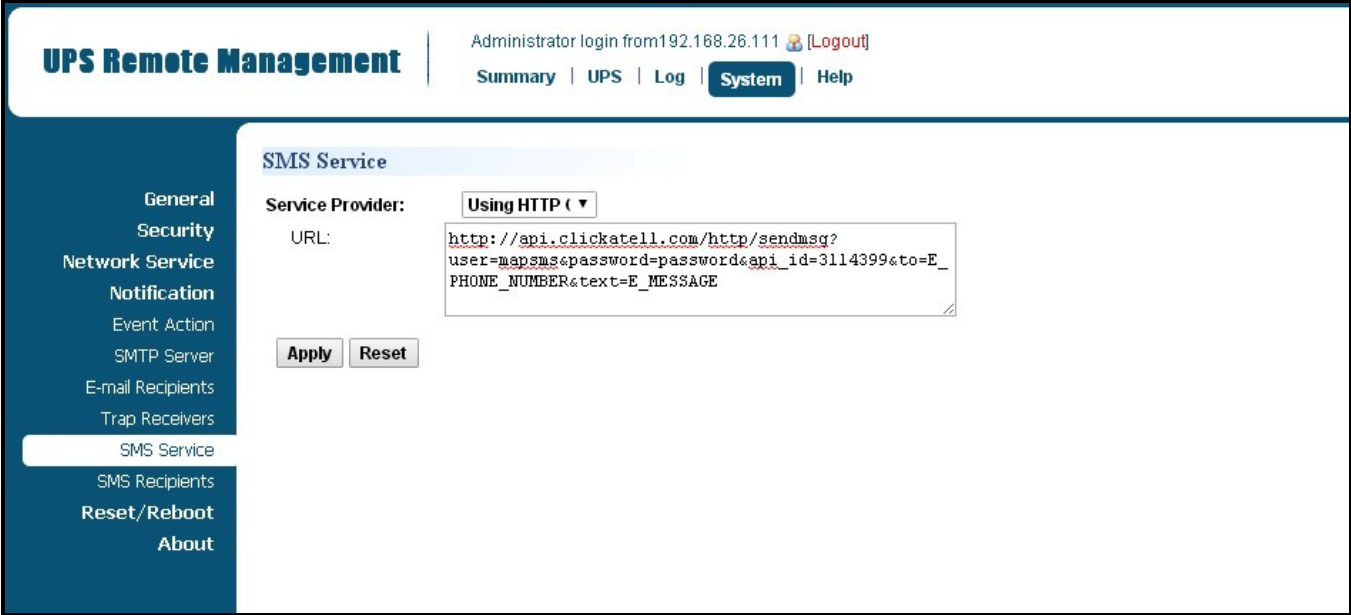 UPS Remote Management
Administrator login from192.168.26.111 [Logout]
Summary | UPS | Log | System | Help
SMS Service
General
Security
Network Service
Notification
Event Action
SMTP Server
E-mail Recipients
Trap Receivers
SMS Service
SMS Recipients
Reset/Reboot
About
Service Provider: Using HTTP (
URL:
http://api.clickatell.com/http/sendmsg?
user=mapsms&password=password&api_id=3114399&to=E_
PHONE_NUMBER&text=E_MESSAGE
Apply Reset